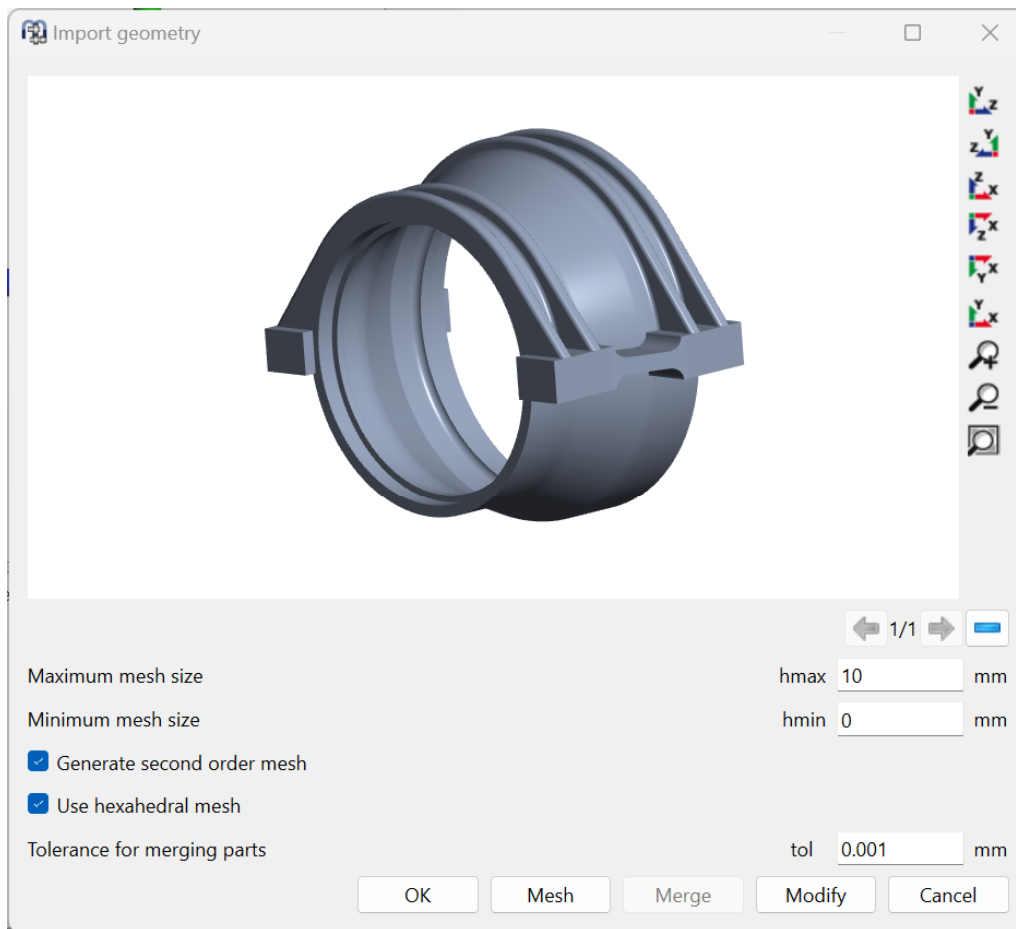 Import geometry
Y Z
Z Y
Z X
Z X
Y X
Y X
1/1
Maximum mesh size hmax 10 mm
Minimum mesh size hmin 0 mm
Generate second order mesh
Use hexahedral mesh
Tolerance for merging parts tol 0.001 mm
OK Mesh Merge Modify Cancel